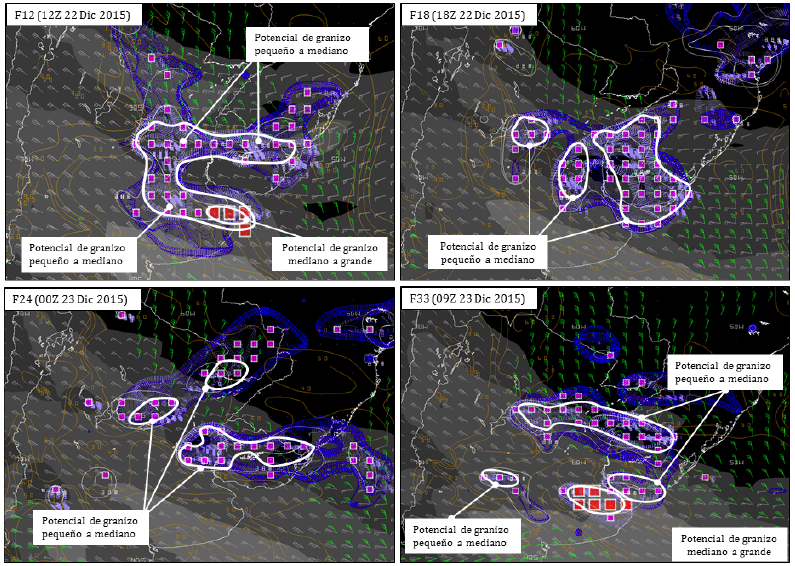 F12 (12Z 22 Dic 2015)
Potencial de granizo
pequeño a mediano
Potencial de granizo
pequeño a mediano
Potencial de granizo
mediano a grande
F18 (18Z 22 Dic 2015)
Potencial de granizo
pequeño a mediano
F24 (00Z 23 Dic 2015)
Potencial de granizo
pequeño a mediano
F33 (09Z 23 Dic 2015)
Potencial de granizo
pequeño a mediano
Potencial de granizo
pequeño a mediano
Potencial de granizo
mediano a grande